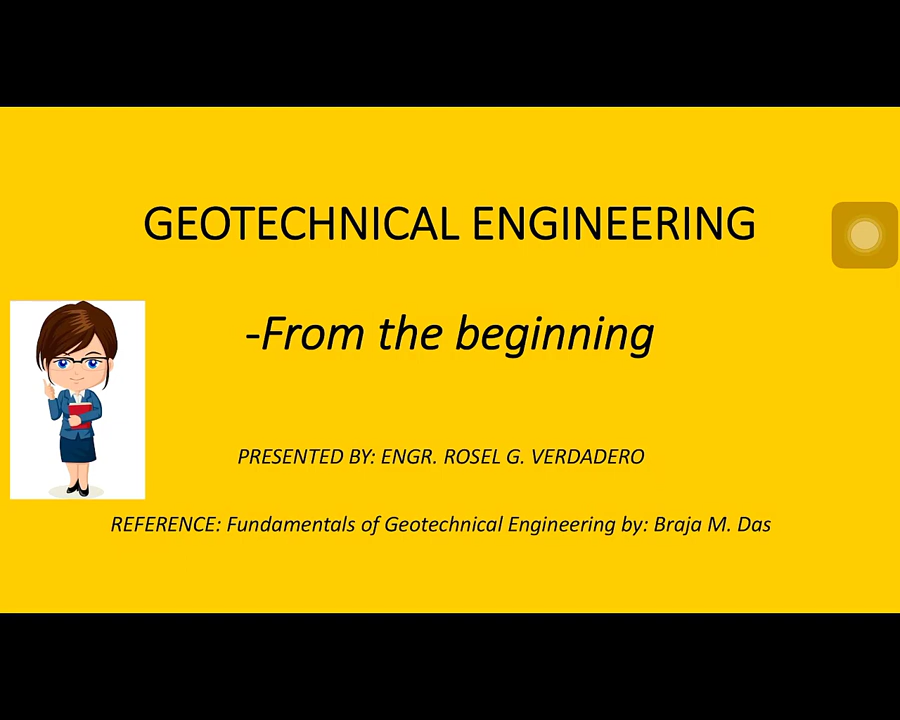 GEOTECHNICAL ENGINEERING
-From the beginning
PRESENTED BY: ENGR. ROSEL G. VERDADERO
REFERENCE: Fundamentals of Geotechnical Engineering by: Braja M. Das